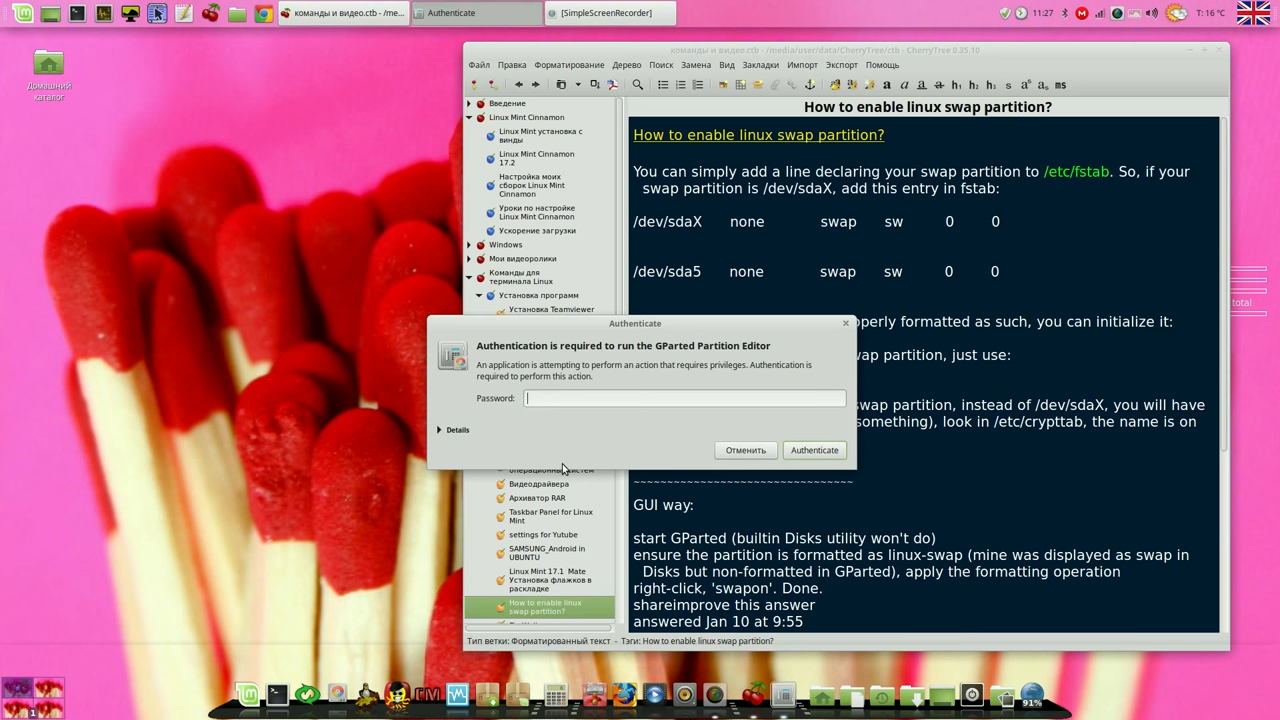 команды и видео.ctb - /me...
Authenticate
[SimpleScreenRecorder]
11:27
16 °C
Домашний
каталог
команды и видео.ctb - /media/user/data/CherryTree/ctb - CherryTree 0.35.10
Файл Правка Форматирование Дерево Поиск Замена Вид Закладки Импорт Экспорт Помощь
a a a a h₁ h₂ h₃ s aˢ aₛ ms
Введение
Linux Mint Cinnamon
Linux Mint установка с
винды
Linux Mint Cinnamon
17.2
Настройка моих
сборок Linux Mint
Cinnamon
Уроки по настройке
Linux Mint Cinnamon
Ускорение загрузки
Windows
Мои видеоролики
Команды для
терминала Linux
Установка программ
Установка Teamviewer
операционных систем
Видеодрайвера
Архиватор RAR
Taskbar Panel for Linux
Mint
settings for Yutube
SAMSUNG_Android in
UBUNTU
Linux Mint 17.1 Mate
Установка флажков в
раскладке
How to enable linux
swap partition?
How to enable linux swap partition?
How to enable linux swap partition?
You can simply add a line declaring your swap partition to /etc/fstab. So, if your
swap partition is /dev/sdaX, add this entry in fstab:
/dev/sdaX none swap sw 0 0
/dev/sda5 none swap sw 0 0
operly formatted as such, you can initialize it:
wap partition, just use:
swap partition, instead of /dev/sdaX, you will have
something), look in /etc/crypttab, the name is on
~~~~~~~~~~~~~~~~~~~~~~~~~~~~~~~~~
GUI way:
start GParted (builtin Disks utility won't do)
ensure the partition is formatted as linux-swap (mine was displayed as swap in
Disks but non-formatted in GParted), apply the formatting operation
right-click, 'swapon'. Done.
shareimprove this answer
answered Jan 10 at 9:55
Тип ветки: Форматированный текст - Тэги: How to enable linux swap partition?
Authenticate
Authentication is required to run the GParted Partition Editor
An application is attempting to perform an action that requires privileges. Authentication is
required to perform this action.
Password:
Details
Отменить Authenticate
total
1
91%